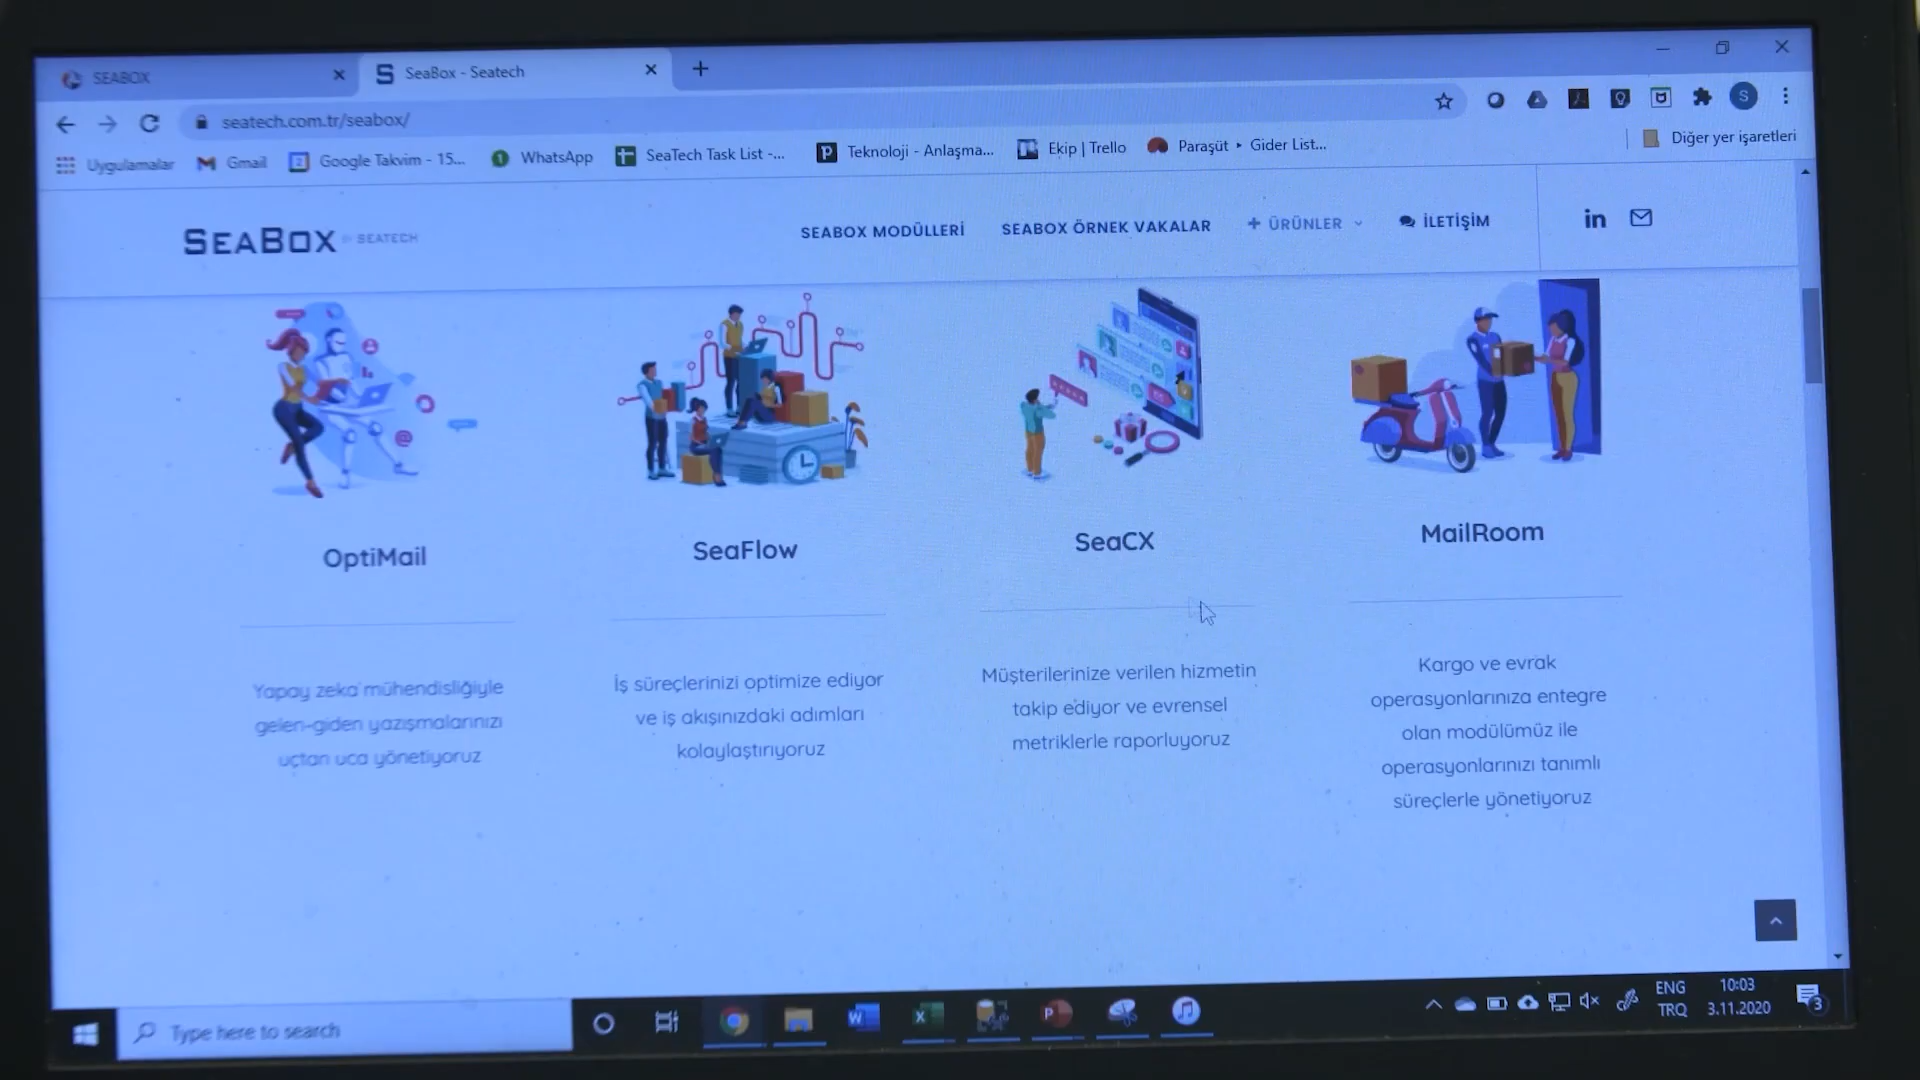 SEABOX
SeaBox - Seatech
seatech.com.tr/seabox/
S
Uygulamalar
Gmail
Google Takvim - 15...
WhatsApp
SeaTech Task List -...
Teknoloji - Anlaşma...
Ekip | Trello
Paraşüt ‣ Gider List...
Diğer yer işaretleri
SEABOX BY SEATECH
SEABOX MODÜLLERİ
SEABOX ÖRNEK VAKALAR
+ ÜRÜNLER
İLETİŞİM
in
OptiMail
Yapay zeka mühendisliğiyle
gelen-giden yazışmalarınızı
uçtan uca yönetiyoruz
SeaFlow
İş süreçlerinizi optimize ediyor
ve iş akışınızdaki adımları
kolaylaştırıyoruz
SeaCX
Müşterilerinize verilen hizmetin
takip ediyor ve evrensel
metriklerle raporluyoruz
MailRoom
Kargo ve evrak
operasyonlarınıza entegre
olan modülümüz ile
operasyonlarınızı tanımlı
süreçlerle yönetiyoruz
Type here to search
ENG
TRQ
10:03
3.11.2020
3